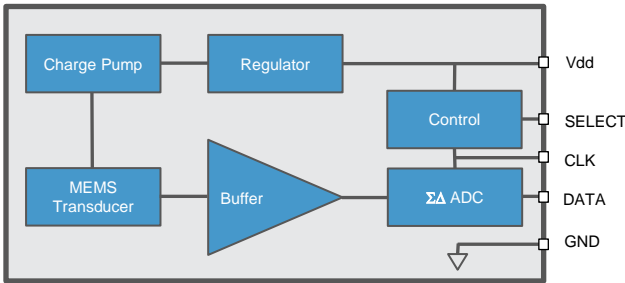 Charge Pump
Regulator
Vdd
Control
SELECT
CLK
MEMS
Transducer
Buffer
ΣΔ ADC
DATA
GND